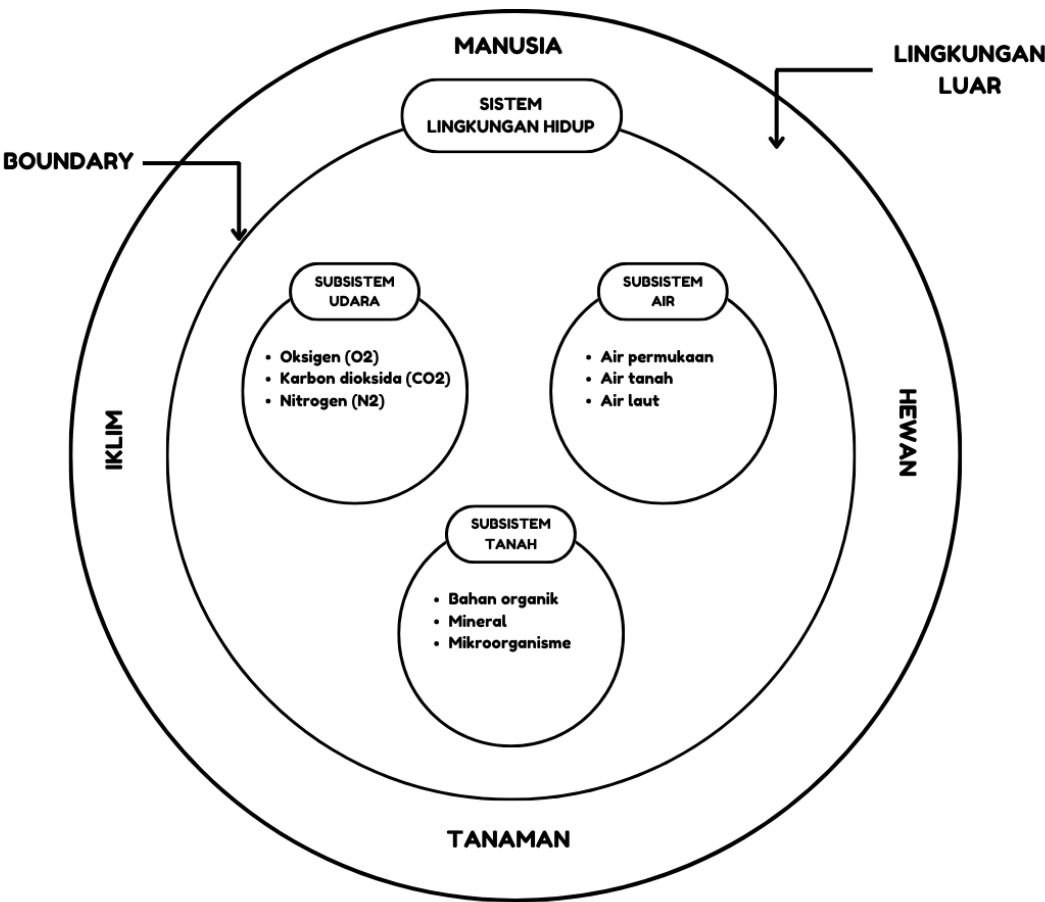 MANUSIA
LINGKUNGAN
LUAR
SISTEM
LINGKUNGAN HIDUP
BOUNDARY
SUBSISTEM
UDARA
• Oksigen (O2)
• Karbon dioksida (CO2)
• Nitrogen (N2)
SUBSISTEM
AIR
• Air permukaan
• Air tanah
• Air laut
IKLIM
HEWAN
SUBSISTEM
TANAH
• Bahan organik
• Mineral
• Mikroorganisme
TANAMAN